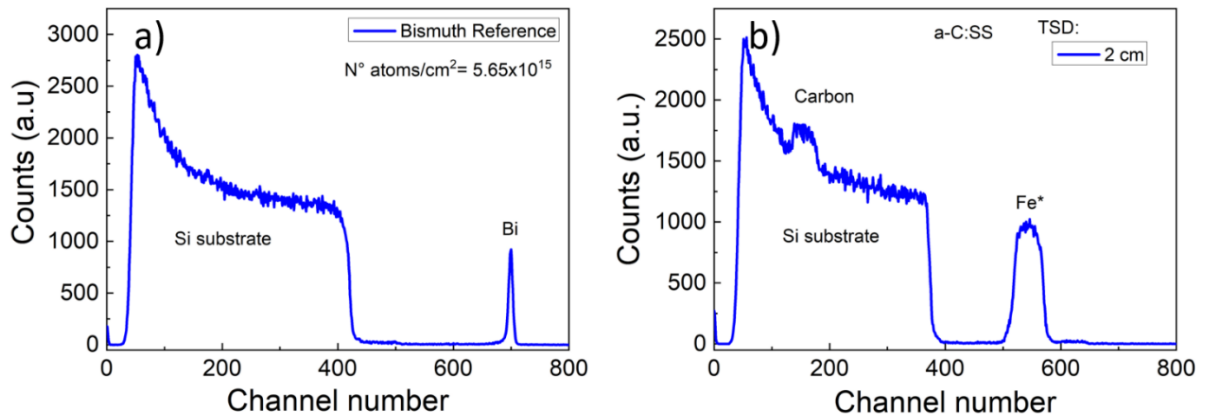 a)
Bismuth Reference
N° atoms/cm²= 5.65x10¹⁵
Si substrate
Bi
Counts (a.u)
3000
2500
2000
1500
1000
500
0
0 200 400 600 800
Channel number
b)
a-C:SS
TSD:
2 cm
Carbon
Fe*
Si substrate
Counts (a.u.)
2500
2000
1500
1000
500
0
0 200 400 600 800
Channel number